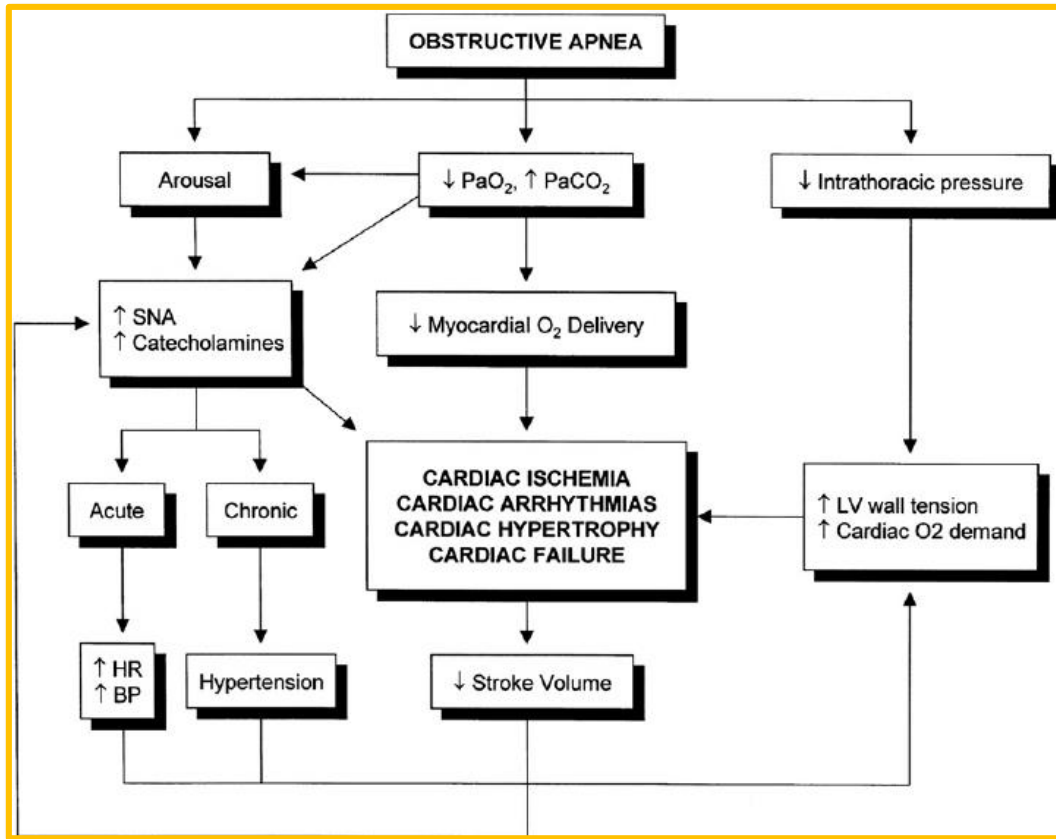 OBSTRUCTIVE APNEA
Arousal
↓ PaO₂, ↑ PaCO₂
↓ Intrathoracic pressure
↑ SNA
↑ Catecholamines
↓ Myocardial O₂ Delivery
Acute
Chronic
CARDIAC ISCHEMIA
CARDIAC ARRHYTHMIAS
CARDIAC HYPERTROPHY
CARDIAC FAILURE
↑ LV wall tension
↑ Cardiac O2 demand
↑ HR
↑ BP
Hypertension
↓ Stroke Volume